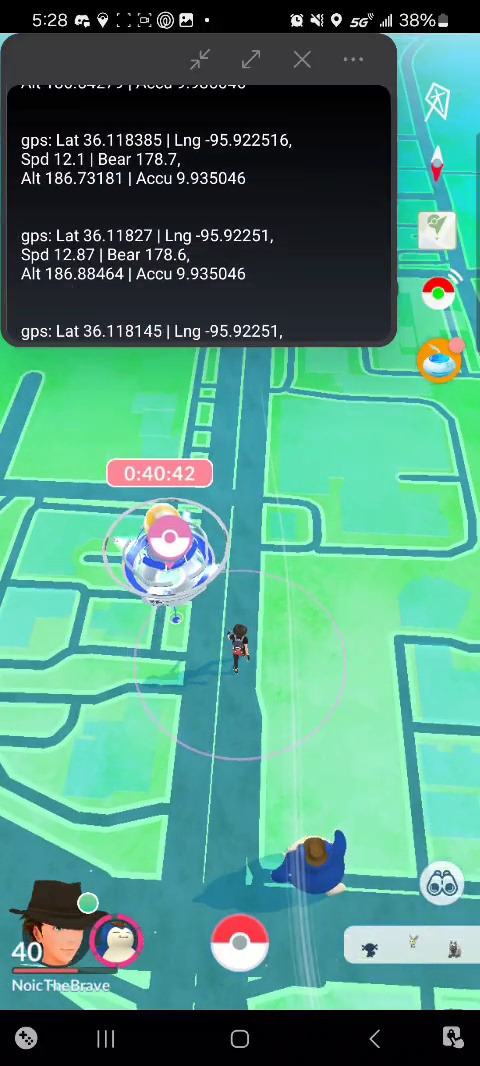 5:28
5G
38%
gps: Lat 36.118385 | Lng -95.922516,
Spd 12.1 | Bear 178.7,
Alt 186.73181 | Accu 9.935046
gps: Lat 36.11827 | Lng -95.92251,
Spd 12.87 | Bear 178.6,
Alt 186.88464 | Accu 9.935046
gps: Lat 36.118145 | Lng -95.92251,
0:40:42
40
NoicTheBrave